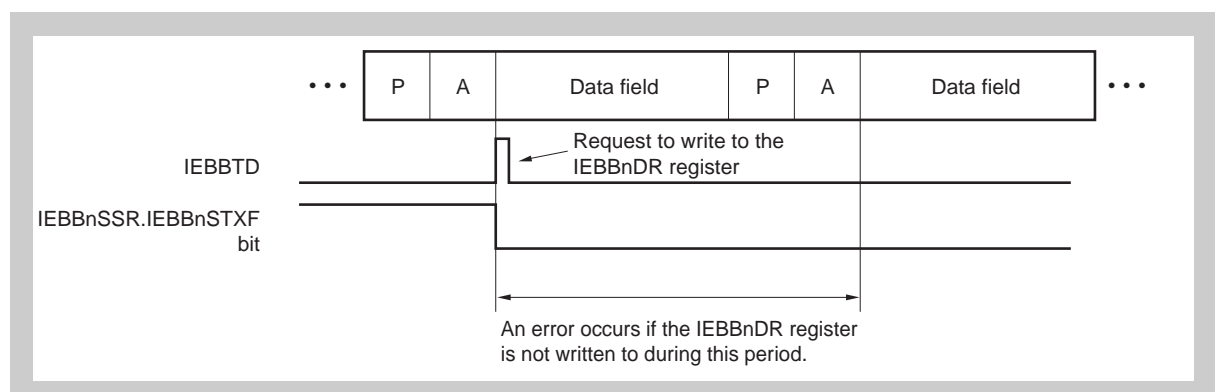 • • • P A Data field P A Data field • • •
Request to write to the
IEBBnDR register
IEBBTD
IEBBnSSR.IEBBnSTXF
bit
An error occurs if the IEBBnDR register
is not written to during this period.